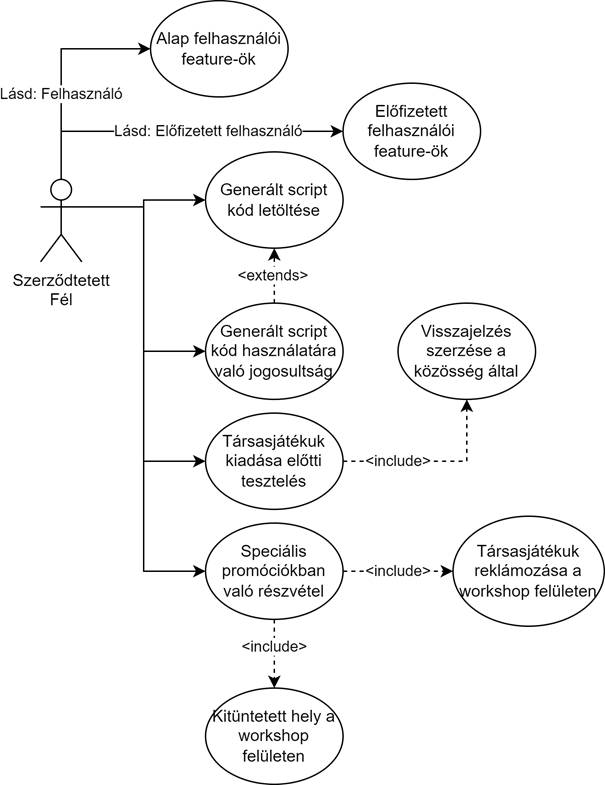 Alap felhasználói
feature-ök
Lásd: Felhasználó
Előfizetett
felhasználói
feature-ök
Lásd: Előfizetett felhasználó
Generált script
kód letöltése
Szerződtetett
Fél
<extends>
Generált script
kód használatára
való jogosultság
Visszajelzés
szerzése a
közösség által
Társasjátékuk
kiadása előtti
tesztelés
<include>
Speciális
promóciókban
való részvétel
<include>
Társasjátékuk
reklámozása a
workshop felületen
<include>
Kitüntetett hely a
workshop
felületen